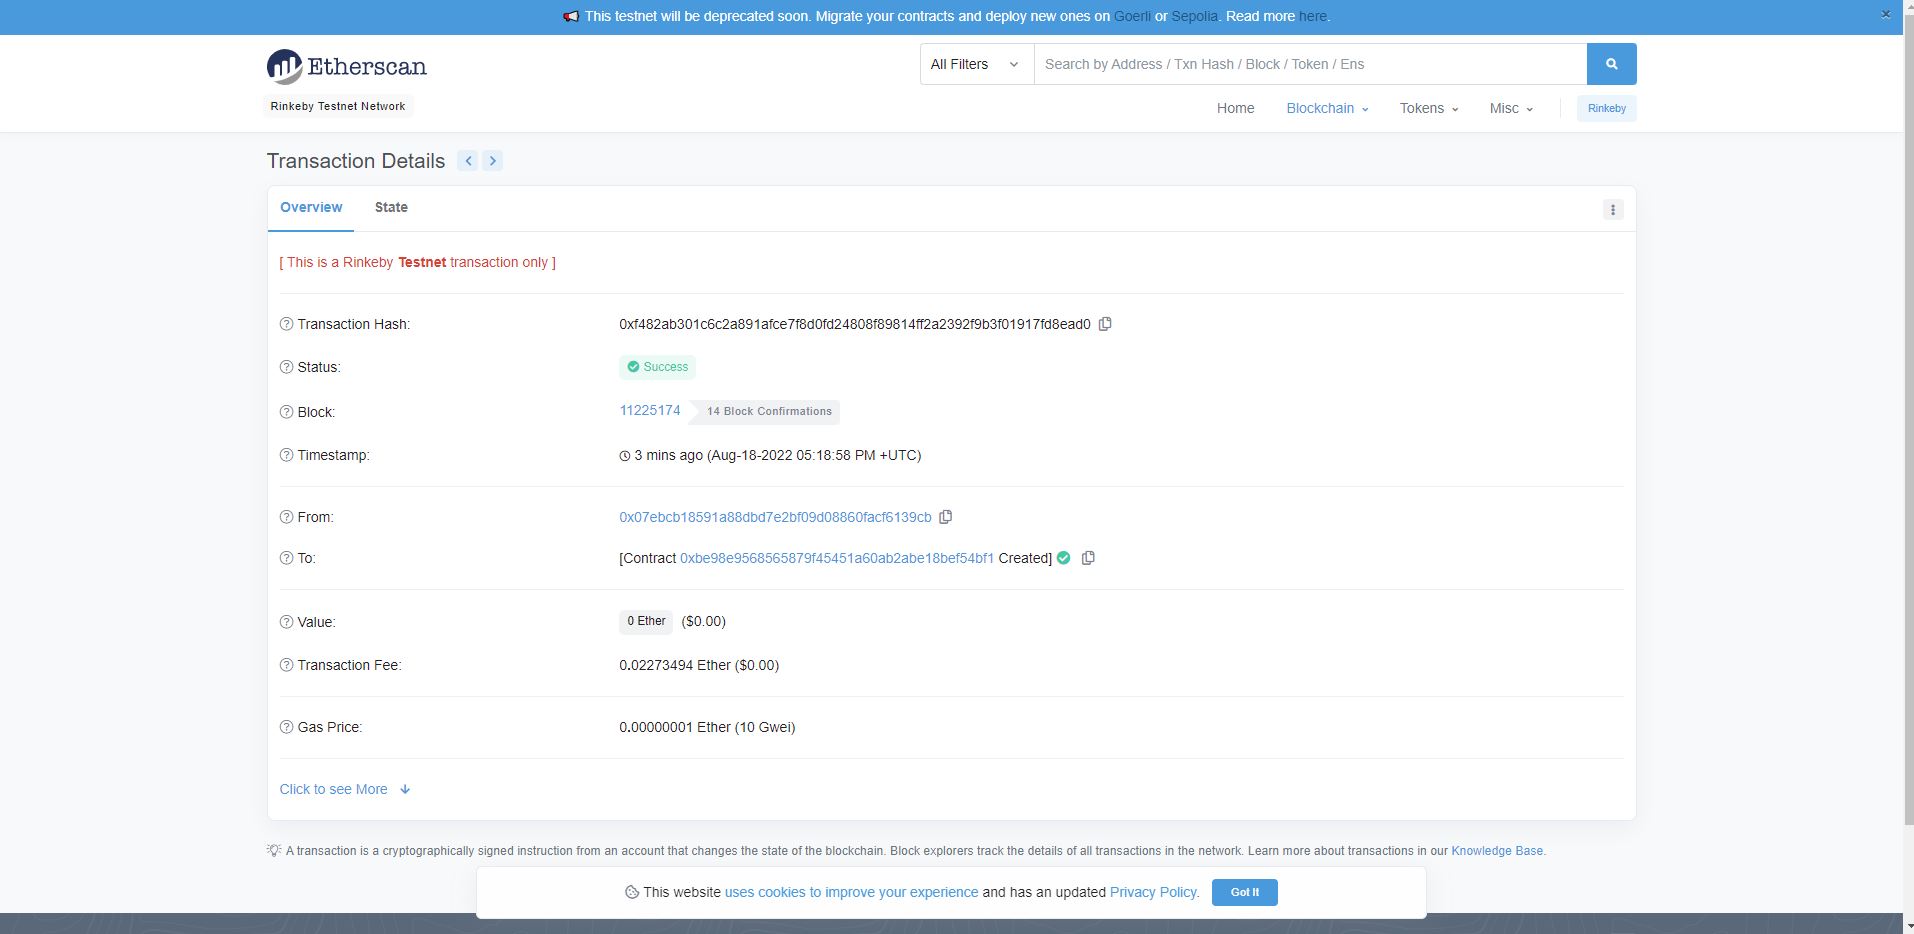 This testnet will be deprecated soon. Migrate your contracts and deploy new ones on Goerli or Sepolia. Read more here.
Etherscan
All Filters
Search by Address / Txn Hash / Block / Token / Ens
Rinkeby Testnet Network
Home Blockchain Tokens Misc Rinkeby
Transaction Details
Overview State
[ This is a Rinkeby Testnet transaction only ]
Transaction Hash: 0xf482ab301c6c2a891afce7f8d0fd24808f89814ff2a2392f9b3f01917fd8ead0
Status: Success
Block: 11225174 14 Block Confirmations
Timestamp: 3 mins ago (Aug-18-2022 05:18:58 PM +UTC)
From: 0x07ebcb18591a88dbd7e2bf09d08860facf6139cb
To: [Contract 0xbe98e9568565879f45451a60ab2abe18bef54bf1 Created]
Value: 0 Ether ($0.00)
Transaction Fee: 0.02273494 Ether ($0.00)
Gas Price: 0.00000001 Ether (10 Gwei)
Click to see More
A transaction is a cryptographically signed instruction from an account that changes the state of the blockchain. Block explorers track the details of all transactions in the network. Learn more about transactions in our Knowledge Base.
This website uses cookies to improve your experience and has an updated Privacy Policy. Got It